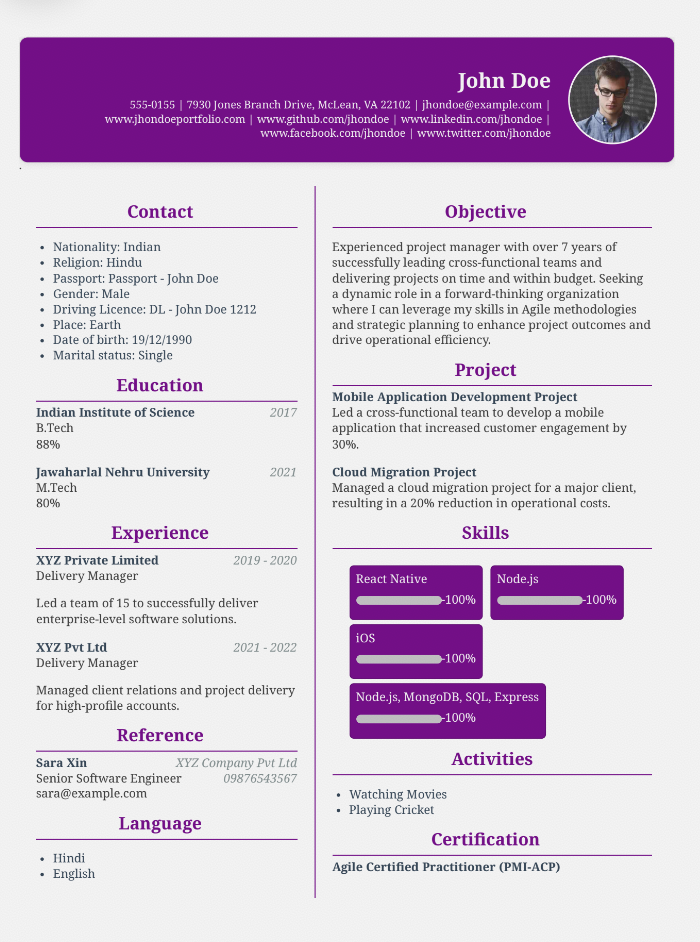 John Doe
555-0155 | 7930 Jones Branch Drive, McLean, VA 22102 | jhondoe@example.com |
www.jhondoeportfolio.com | www.github.com/jhondoe | www.linkedin.com/jhondoe |
www.facebook.com/jhondoe | www.twitter.com/jhondoe
.
Contact
• Nationality: Indian
• Religion: Hindu
• Passport: Passport - John Doe
• Gender: Male
• Driving Licence: DL - John Doe 1212
• Place: Earth
• Date of birth: 19/12/1990
• Marital status: Single
Education
Indian Institute of Science 2017
B.Tech
88%
Jawaharlal Nehru University 2021
M.Tech
80%
Experience
XYZ Private Limited 2019 - 2020
Delivery Manager
Led a team of 15 to successfully deliver
enterprise-level software solutions.
XYZ Pvt Ltd 2021 - 2022
Delivery Manager
Managed client relations and project delivery
for high-profile accounts.
Reference
Sara Xin XYZ Company Pvt Ltd
Senior Software Engineer 09876543567
sara@example.com
Language
• Hindi
• English
Objective
Experienced project manager with over 7 years of
successfully leading cross-functional teams and
delivering projects on time and within budget. Seeking
a dynamic role in a forward-thinking organization
where I can leverage my skills in Agile methodologies
and strategic planning to enhance project outcomes and
drive operational efficiency.
Project
Mobile Application Development Project
Led a cross-functional team to develop a mobile
application that increased customer engagement by
30%.
Cloud Migration Project
Managed a cloud migration project for a major client,
resulting in a 20% reduction in operational costs.
Skills
React Native
-100%
Node.js
-100%
iOS
-100%
Node.js, MongoDB, SQL, Express
-100%
Activities
• Watching Movies
• Playing Cricket
Certification
Agile Certified Practitioner (PMI-ACP)